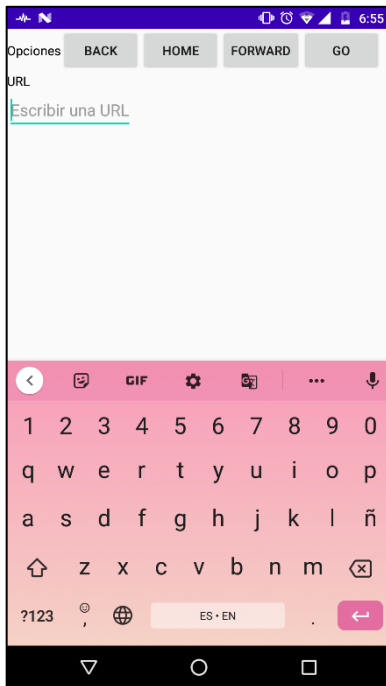 6:55
Opciones BACK HOME FORWARD GO
URL
Escribir una URL
GIF
1 2 3 4 5 6 7 8 9 0
q w e r t y u i o p
a s d f g h j k l ñ
z x c v b n m
?123 , ES • EN .